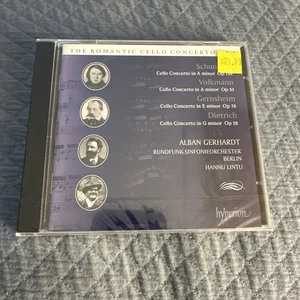 THE ROMANTIC CELLO CONCERTO
Cello Concerto in A minor
Volkmann
Cello Concerto in A minor Op 33
Gernsheim
Cello Concerto in E minor Op 78
Dietrich
Cello Concerto in G minor Op 32
ALBAN GERHARDT
RUNDFUNK-SINFONIEORCHESTER
BERLIN
HANNU LINTU
hyperion